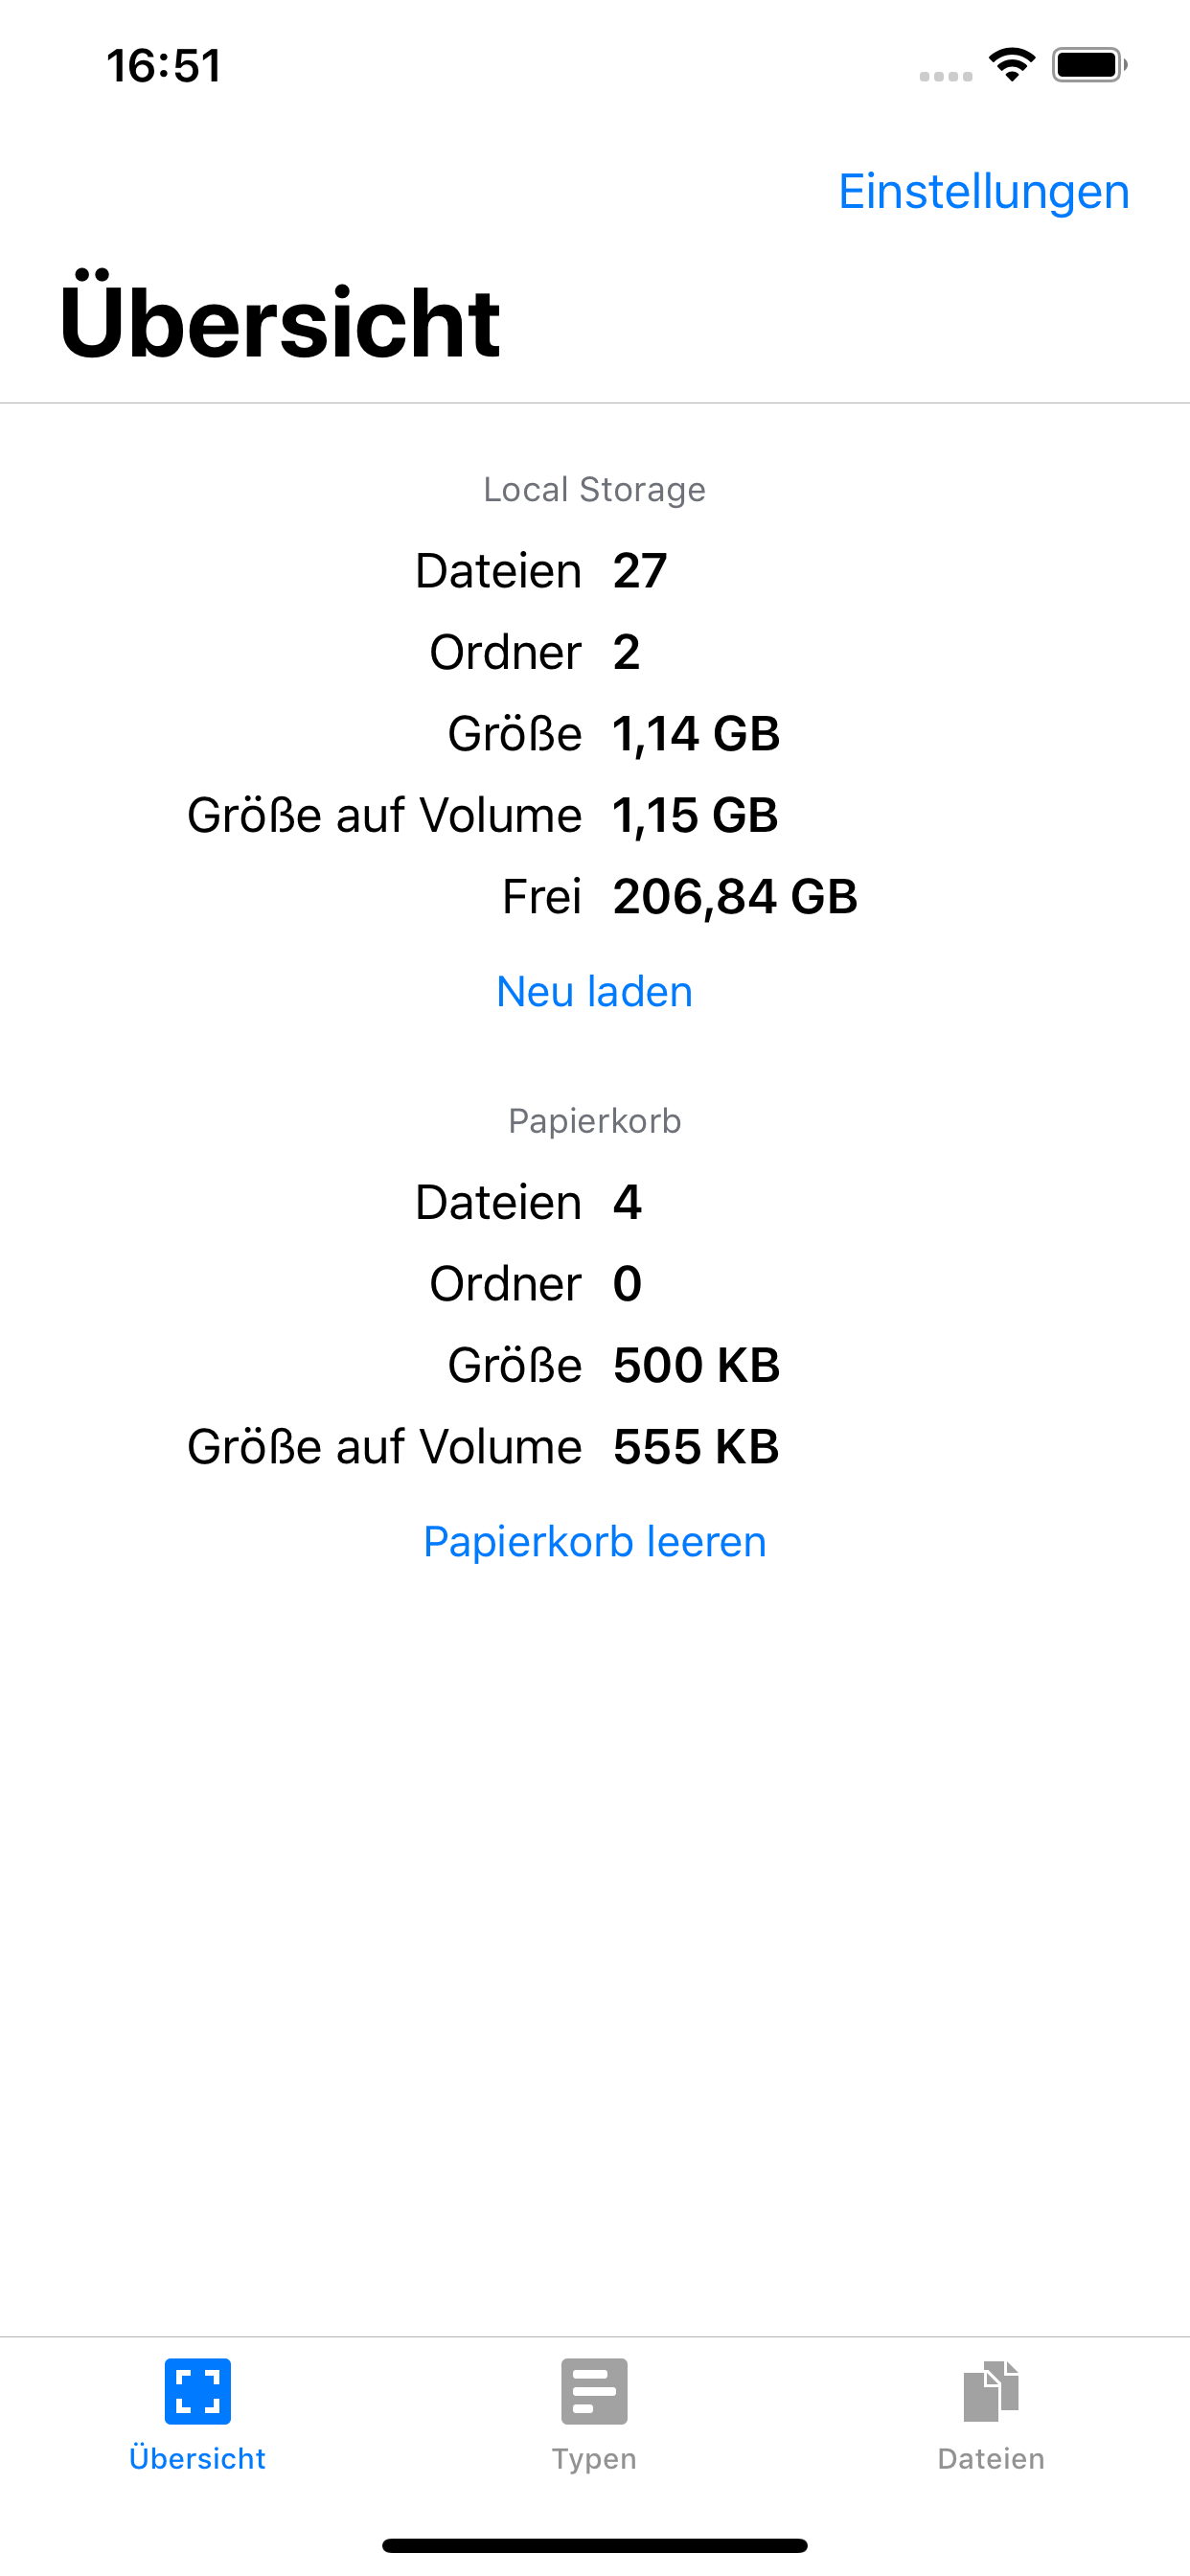 16:51
Einstellungen
Übersicht
Local Storage
Dateien 27
Ordner 2
Größe 1,14 GB
Größe auf Volume 1,15 GB
Frei 206,84 GB
Neu laden
Papierkorb
Dateien 4
Ordner 0
Größe 500 KB
Größe auf Volume 555 KB
Papierkorb leeren
Übersicht Typen Dateien